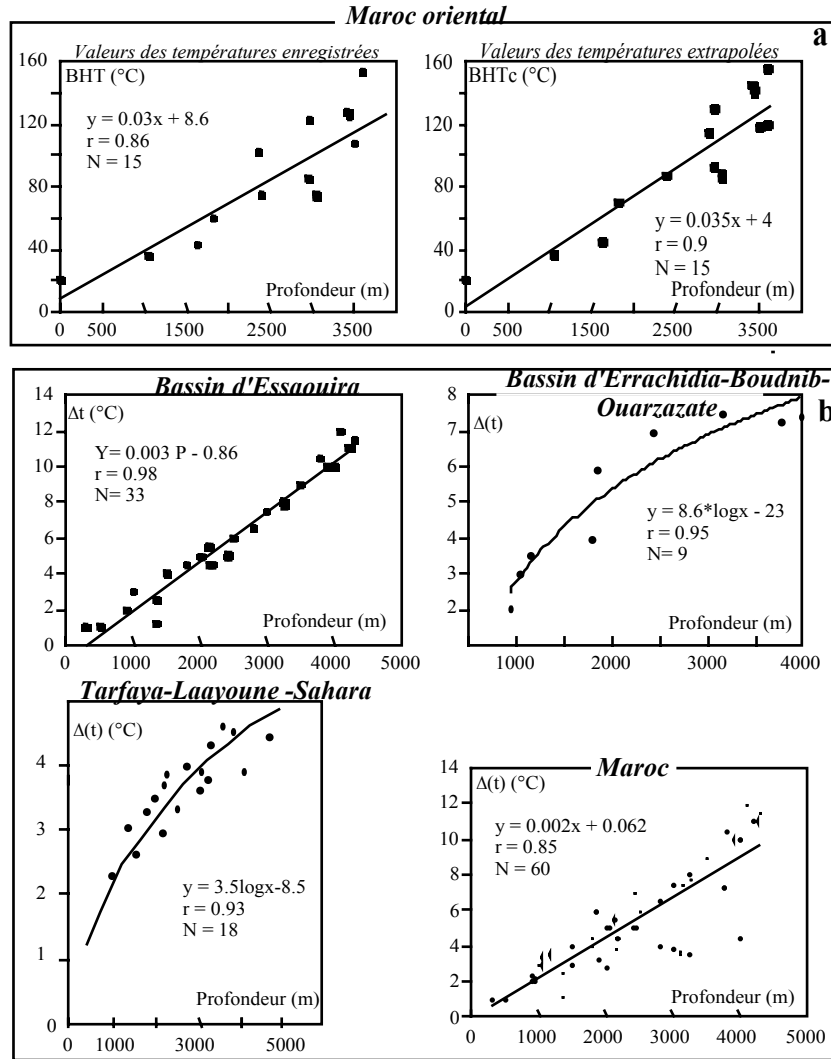 Maroc oriental
a
Valeurs des températures enregistrées
BHT (°C)
160
120
80
40
0
y = 0.03x + 8.6
r = 0.86
N = 15
Profondeur (m)
0 500 1500 2500 3500
Valeurs des températures extrapolées
BHTc (°C)
160
120
80
40
0
y = 0.035x + 4
r = 0.9
N = 15
Profondeur (m)
0 500 1500 2500 3500
b
Bassin d'Essaouira
Δt (°C)
14
12
10
8
6
4
2
0
Y= 0.003 P - 0.86
r = 0.98
N= 33
Profondeur (m)
0 1000 2000 3000 4000 5000
Bassin d'Errachidia-Boudnib-
Ouarzazate
Δ(t)
8
7
6
5
4
3
2
y = 8.6*logx - 23
r = 0.95
N= 9
Profondeur (m)
1000 2000 3000 4000
Tarfaya-Laayoune -Sahara
Δ(t) (°C)
4
3
2
1
0
y = 3.5logx-8.5
r = 0.93
N = 18
Profondeur (m)
0 1000 3000 5000
Maroc
Δ(t) (°C)
14
12
10
8
6
4
2
0
y = 0.002x + 0.062
r = 0.85
N = 60
Profondeur (m)
0 1000 2000 3000 4000 5000